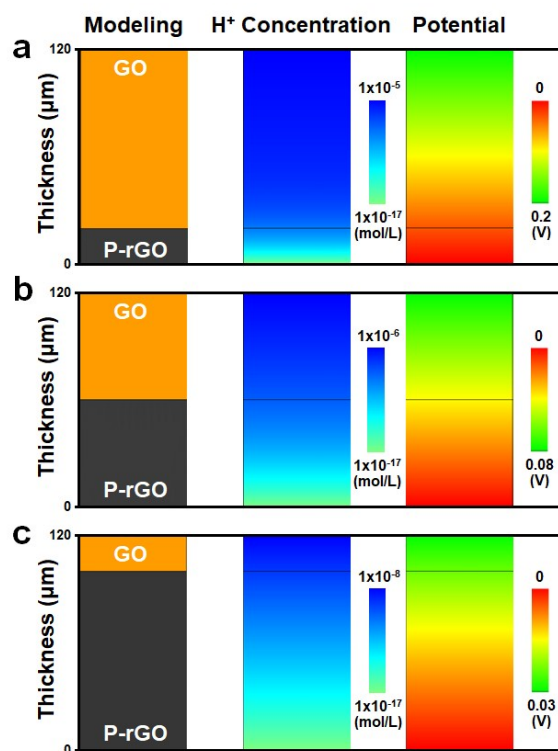 Modeling H⁺ Concentration Potential
a
Thickness (μm)
120
0
GO
P-rGO
1x10⁻⁵
1x10⁻¹⁷
(mol/L)
0
0.2
(V)
b
Thickness (μm)
120
0
GO
P-rGO
1x10⁻⁶
1x10⁻¹⁷
(mol/L)
0
0.08
(V)
c
Thickness (μm)
120
0
GO
P-rGO
1x10⁻⁸
1x10⁻¹⁷
(mol/L)
0
0.03
(V)